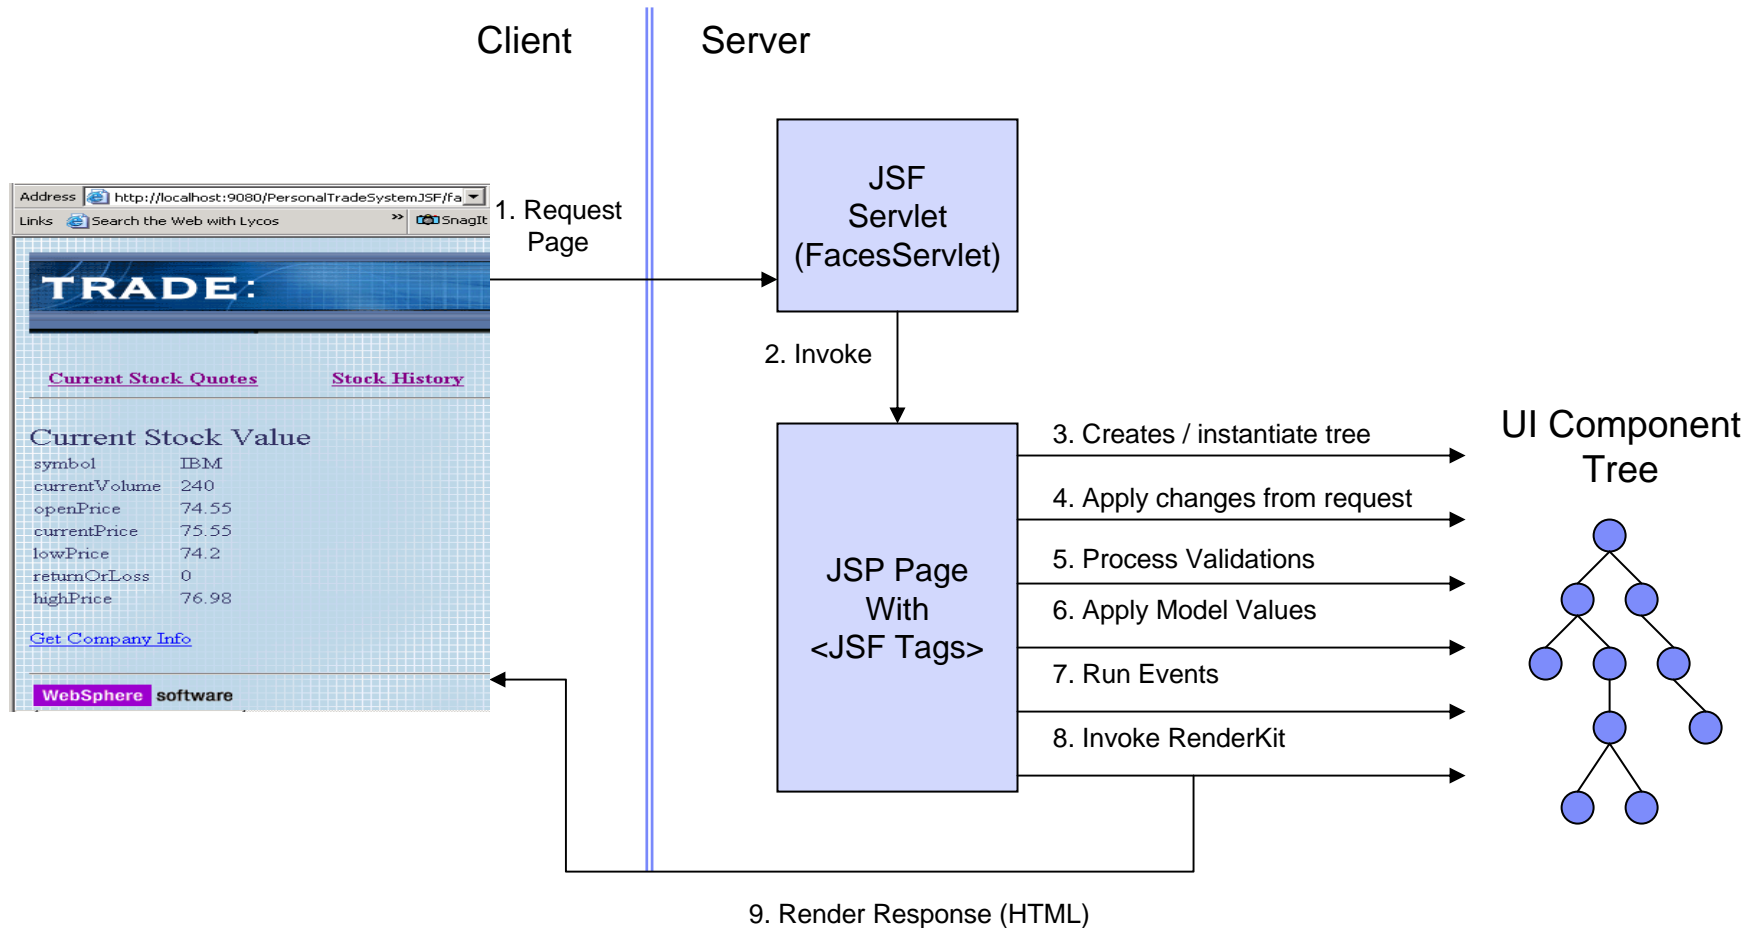 Client
Server
Address http://localhost:9080/PersonalTradeSystemJSF/fa
Links Search the Web with Lycos » SnagIt
TRADE:
Current Stock Quotes Stock History
Current Stock Value
symbol IBM
currentVolume 240
openPrice 74.55
currentPrice 75.55
lowPrice 74.2
returnOrLoss 0
highPrice 76.98
Get Company Info
WebSphere software
1. Request
Page
JSF
Servlet
(FacesServlet)
2. Invoke
JSP Page
With
<JSF Tags>
3. Creates / instantiate tree
4. Apply changes from request
5. Process Validations
6. Apply Model Values
7. Run Events
8. Invoke RenderKit
UI Component
Tree
9. Render Response (HTML)